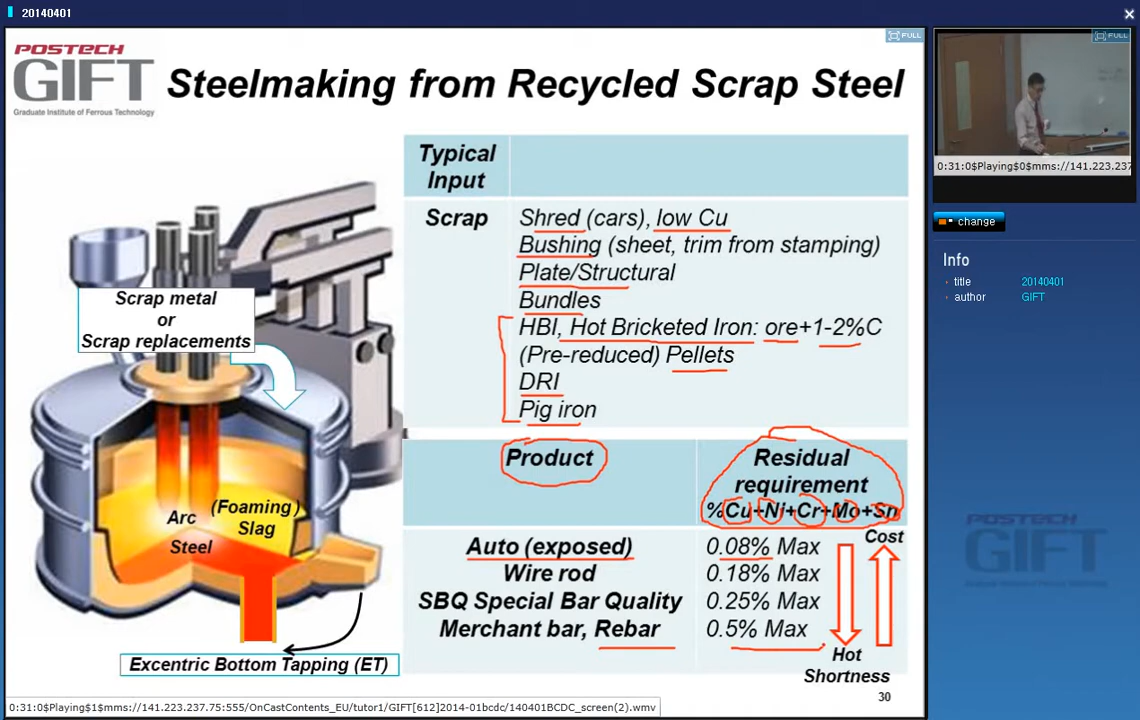 20140401
POSTECH
GIFT
Graduate Institute of Ferrous Technology
Steelmaking from Recycled Scrap Steel
FULL
Typical
Input
Scrap
Shred (cars), low Cu
Bushing (sheet, trim from stamping)
Plate/Structural
Bundles
HBI, Hot Bricketed Iron: ore+1-2%C
(Pre-reduced) Pellets
DRI
Pig iron
Scrap metal
or
Scrap replacements
Arc
(Foaming)
Slag
Steel
Excentric Bottom Tapping (ET)
Product
Residual
requirement
%Cu+Ni+Cr+Mo+Sn
Auto (exposed) 0.08% Max
Wire rod 0.18% Max
SBQ Special Bar Quality 0.25% Max
Merchant bar, Rebar 0.5% Max
Cost
Hot
Shortness
30
0:31:0$Playing$1$mms://141.223.237.75:555/OnCastContents_EU/tutor1/GIFT[612]2014-01bcdc/140401BCDC_screen(2).wmv
FULL
0:31:0$Playing$0$mms://141.223.237
change
Info
title 20140401
author GIFT
POSTECH
GIFT